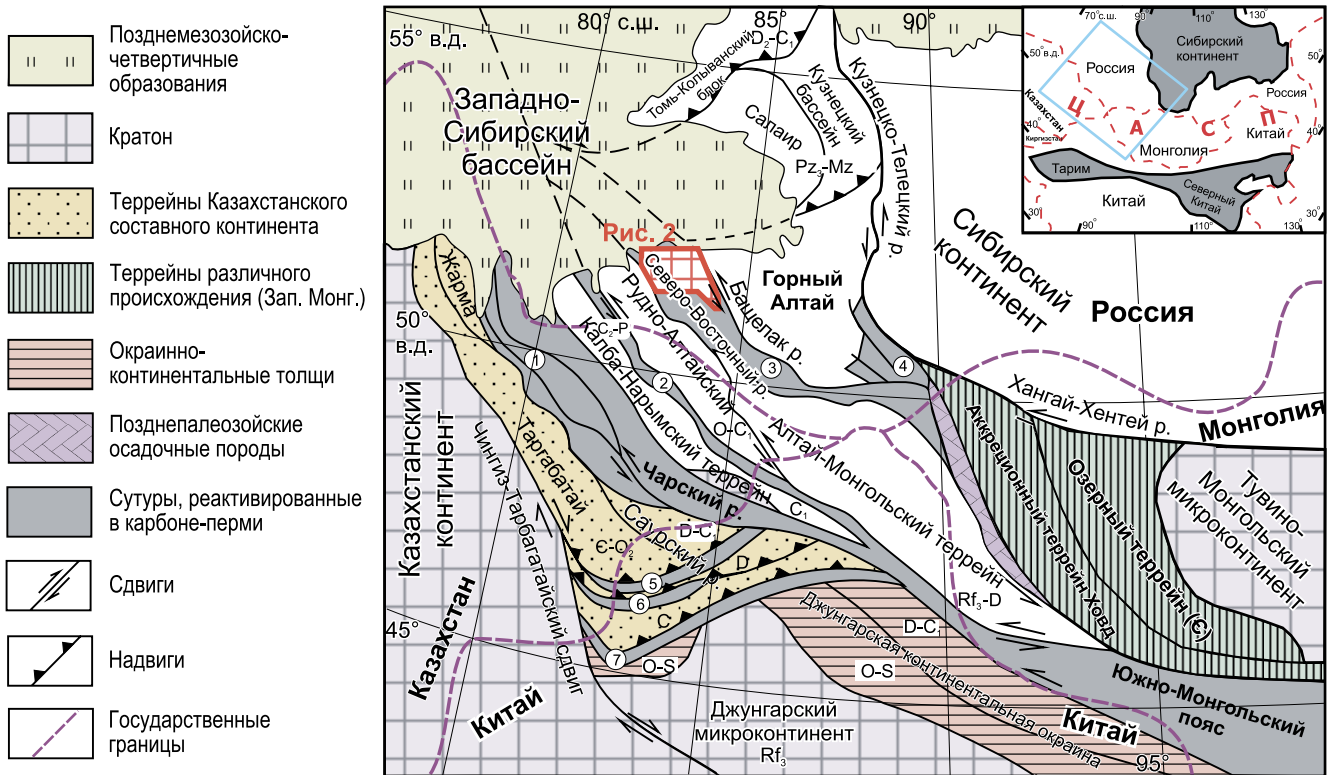 Позднемезозойско-
четвертичные
образования
Кратон
Террейны Казахстанского
составного континента
Террейны различного
происхождения (Зап. Монг.)
Окраинно-
континентальные толщи
Позднепалеозойские
осадочные породы
Сутуры, реактивированные
в карбоне-перми
Сдвиги
Надвиги
Государственные
границы
80° с.ш.
85°
90°
55° в.д.
50°
в.д.
45°
95°
Западно-
Сибирский
бассейн
Томь-Колыванский
блок
D₂-C₁
Салаир
Кузнецкий
бассейн
Pz₃-Mz
Кузнецко-Телецкий р.
Рис. 2
Горный
Алтай
Сибирский
континент
Россия
Жарма
Северо-Восточный р.
Бащелак р.
Рудно-Алтайский
C₂-P
Калба-Нарымский террейн
O-C₁
1
2
3
4
Хангай-Хентей р.
Монголия
Казахстанский
континент
Чингиз-Тарбагатайский сдвиг
Таргабатай
Чарский р.
Саурский р.
D-C₁
C₁
Є-O₂
D
5
6
C
7
O-S
Алтай-Монгольский террейн
Rf₃-D
Аккреционный террейн Ховд
Озерный террейн (Є)
Тувино-
Монгольский
микроконтинент
Джунгарская континентальная окраина
D-C₁
O-S
Южно-Монгольский
пояс
Казахстан
Китай
Джунгарский
микроконтинент
Rf₃
Китай
70° с.ш.
90°
110°
130°
50° в.д.
50°
Сибирский
континент
Россия
Россия
Казахстан
40°
Киргизстан
Ц А С П
40°
Китай
Монголия
Тарим
Северный
Китай
Китай
30°
30°
90°
110°
130°